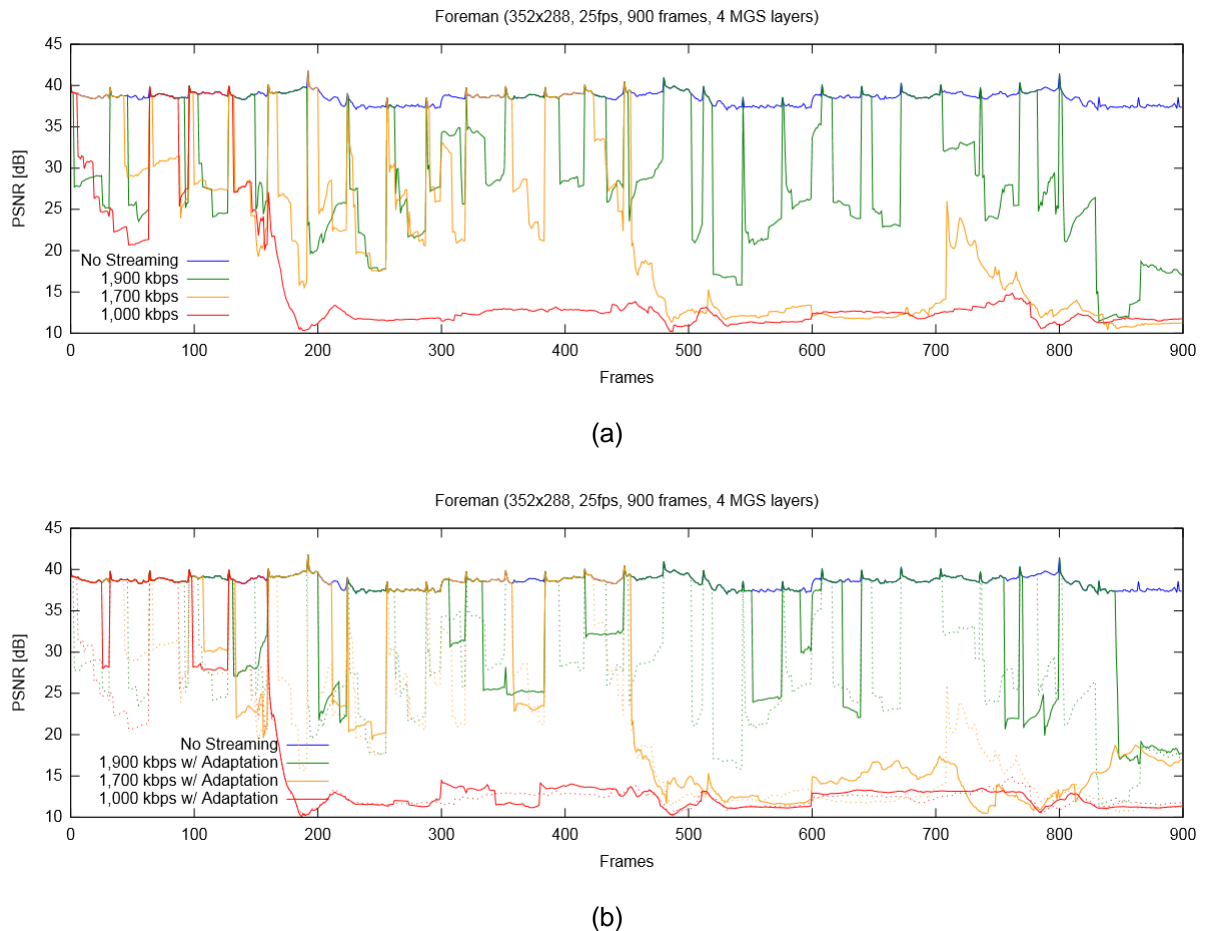 Foreman (352x288, 25fps, 900 frames, 4 MGS layers)
45
40
35
30
25
20
15
10
PSNR [dB]
No Streaming
1,900 kbps
1,700 kbps
1,000 kbps
0 100 200 300 400 500 600 700 800 900
Frames
(a)
Foreman (352x288, 25fps, 900 frames, 4 MGS layers)
45
40
35
30
25
20
15
10
PSNR [dB]
No Streaming
1,900 kbps w/ Adaptation
1,700 kbps w/ Adaptation
1,000 kbps w/ Adaptation
0 100 200 300 400 500 600 700 800 900
Frames
(b)